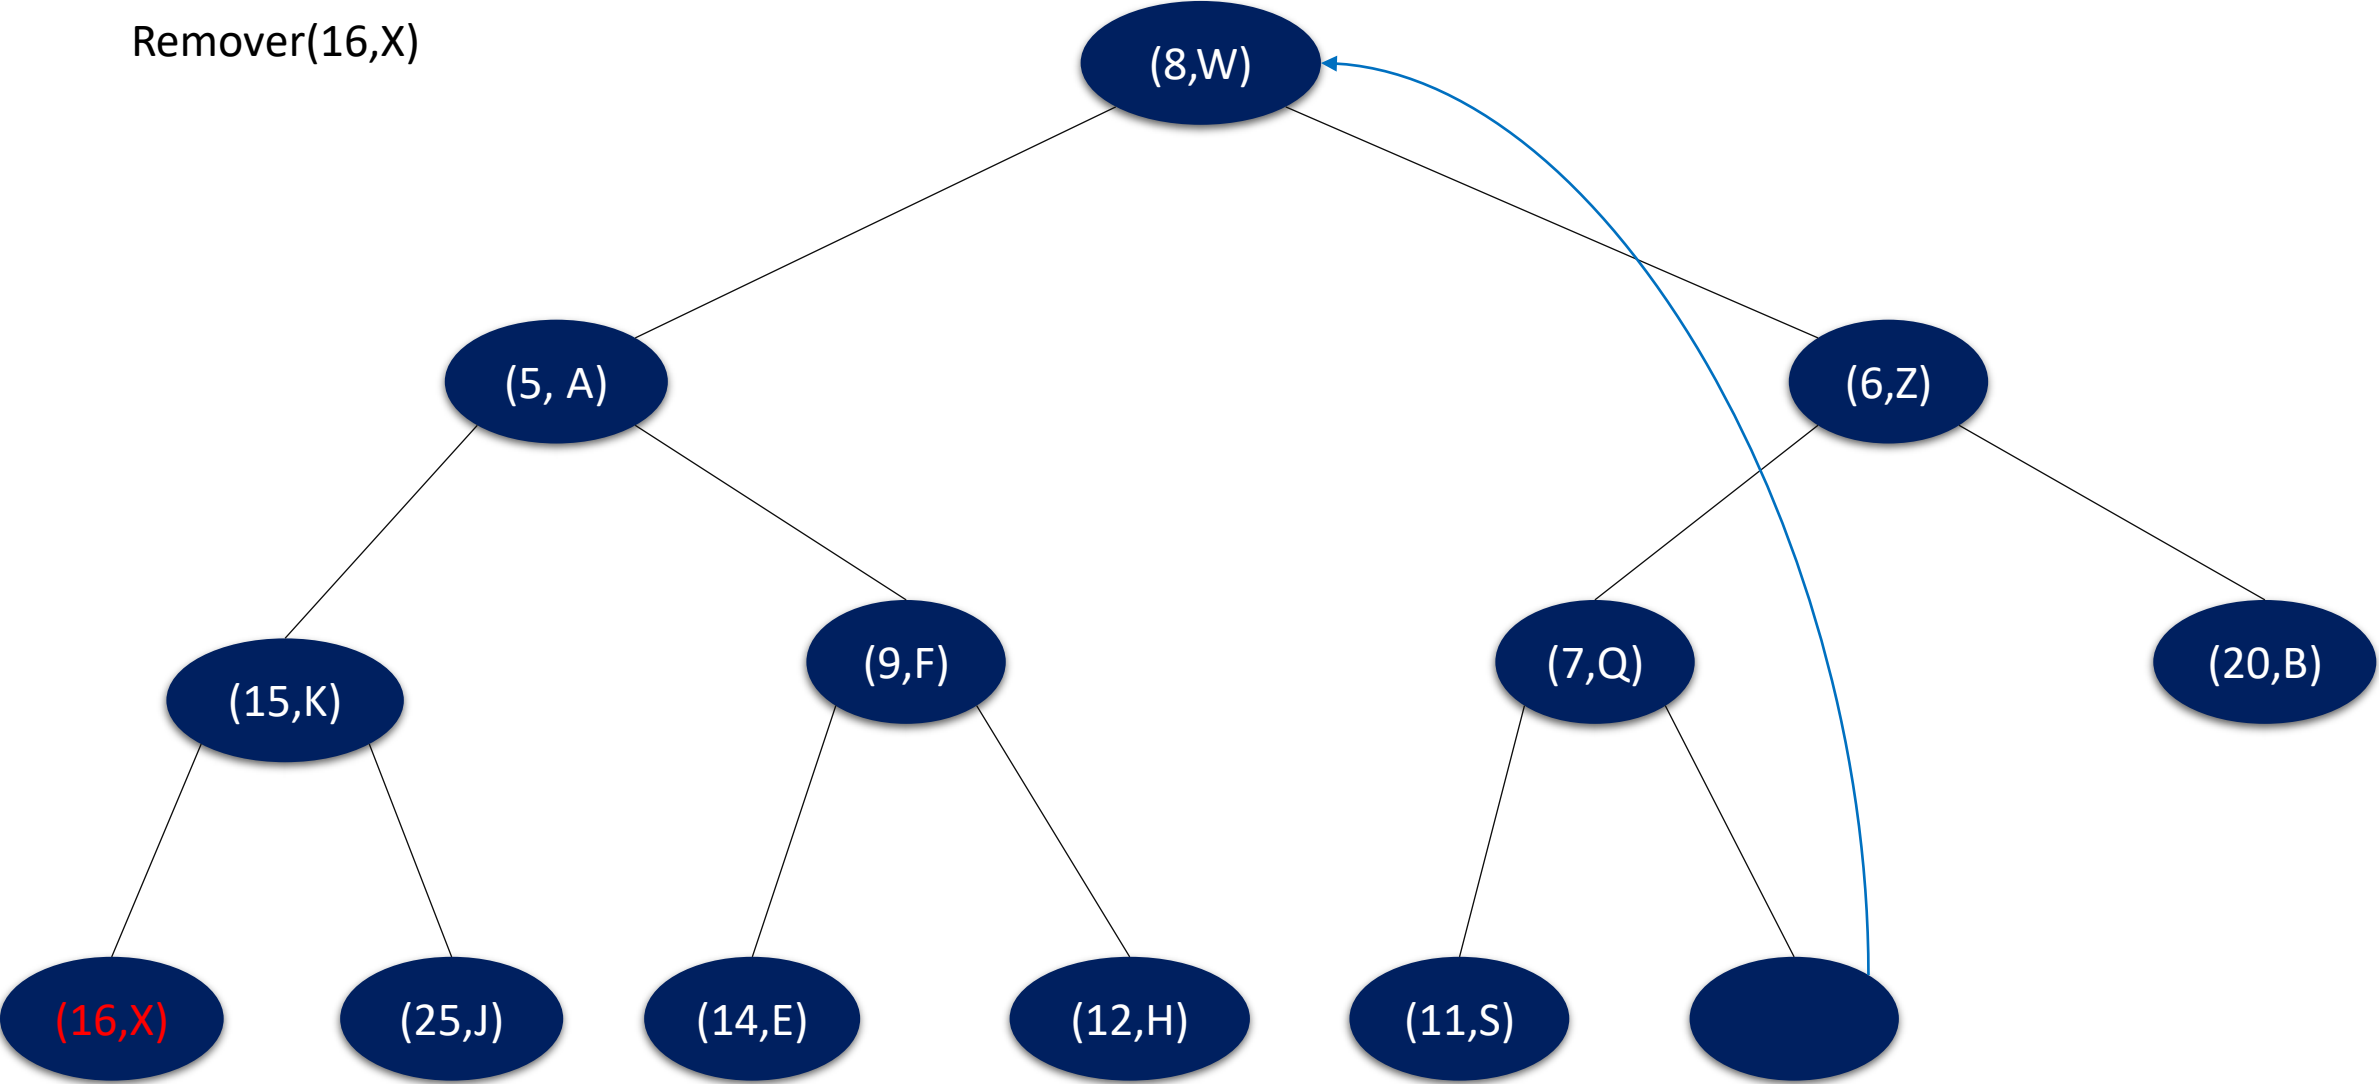 Remover(16,X)
(8,W)
(5, A)
(6,Z)
(15,K)
(9,F)
(7,Q)
(20,B)
(16,X)
(25,J)
(14,E)
(12,H)
(11,S)